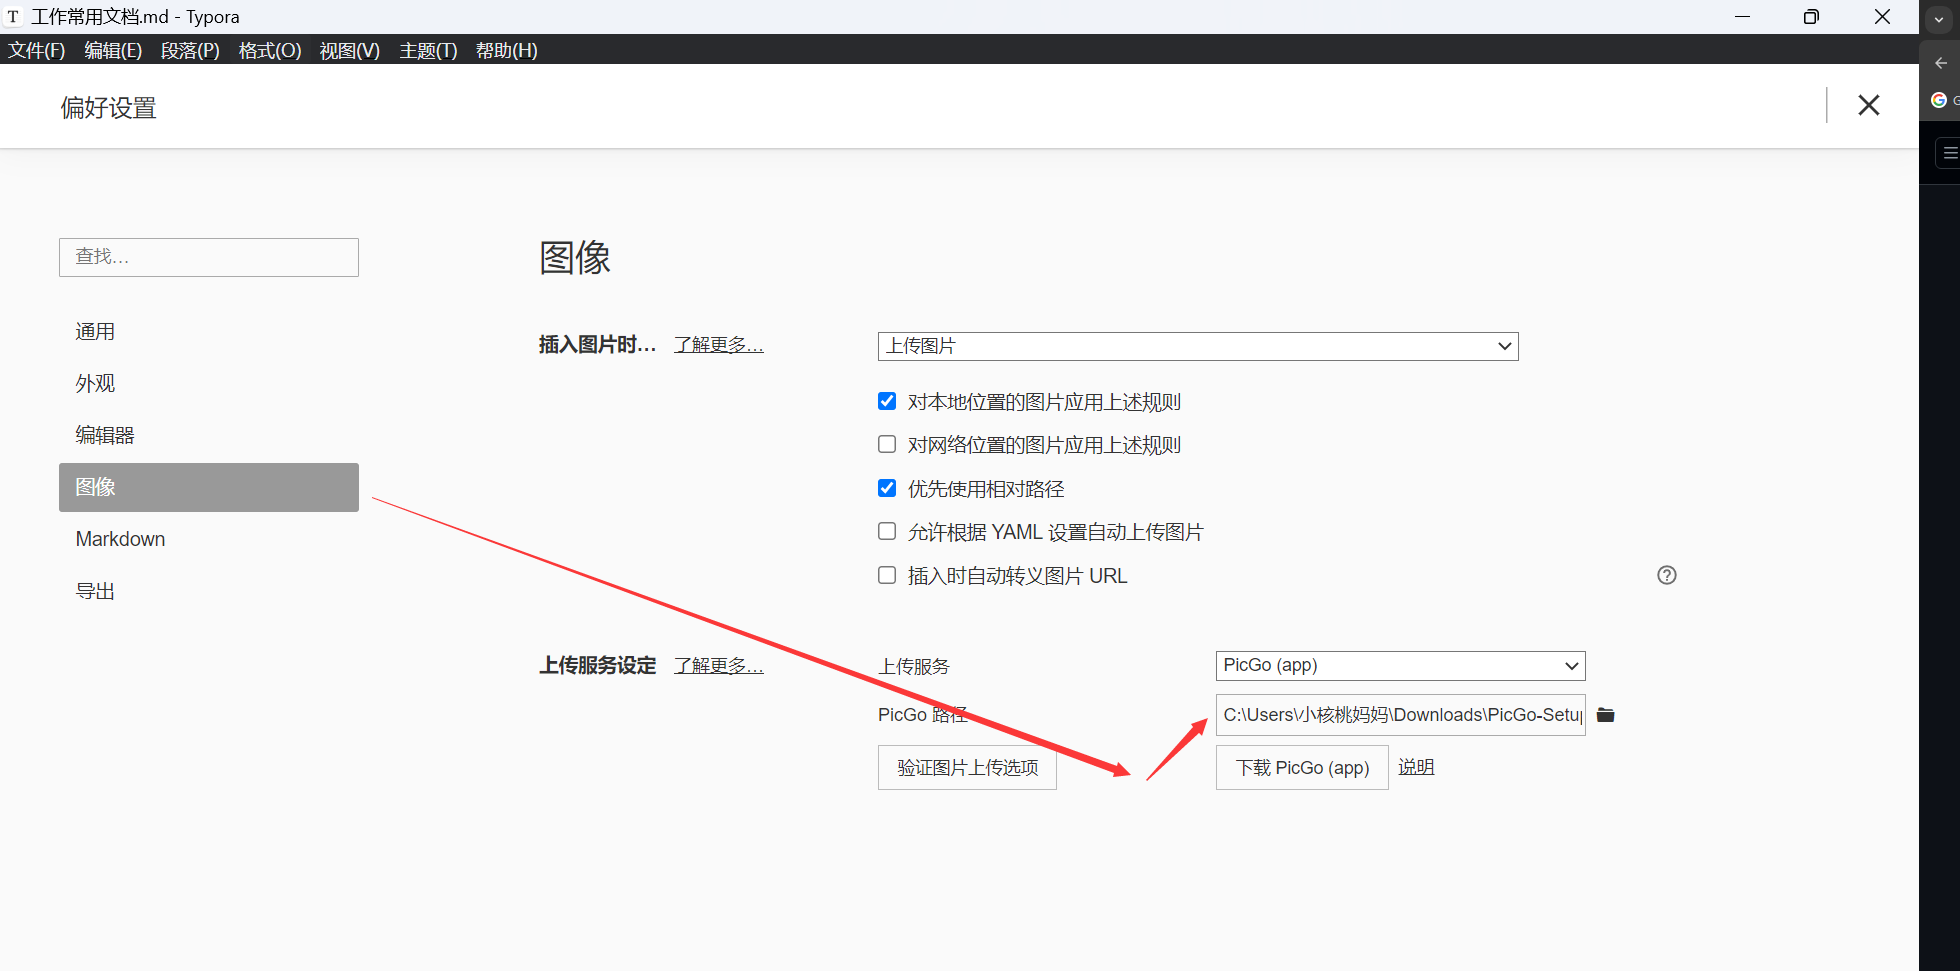 工作常用文档.md - Typora
文件(F) 编辑(E) 段落(P) 格式(O) 视图(V) 主题(T) 帮助(H)
偏好设置
查找...
通用
外观
编辑器
图像
Markdown
导出
图像
插入图片时... 了解更多...
上传图片
对本地位置的图片应用上述规则
对网络位置的图片应用上述规则
优先使用相对路径
允许根据 YAML 设置自动上传图片
插入时自动转义图片 URL
上传服务设定 了解更多...
上传服务 PicGo (app)
PicGo 路径 C:\Users\小核桃妈妈\Downloads\PicGo-Setup
验证图片上传选项 下载 PicGo (app) 说明